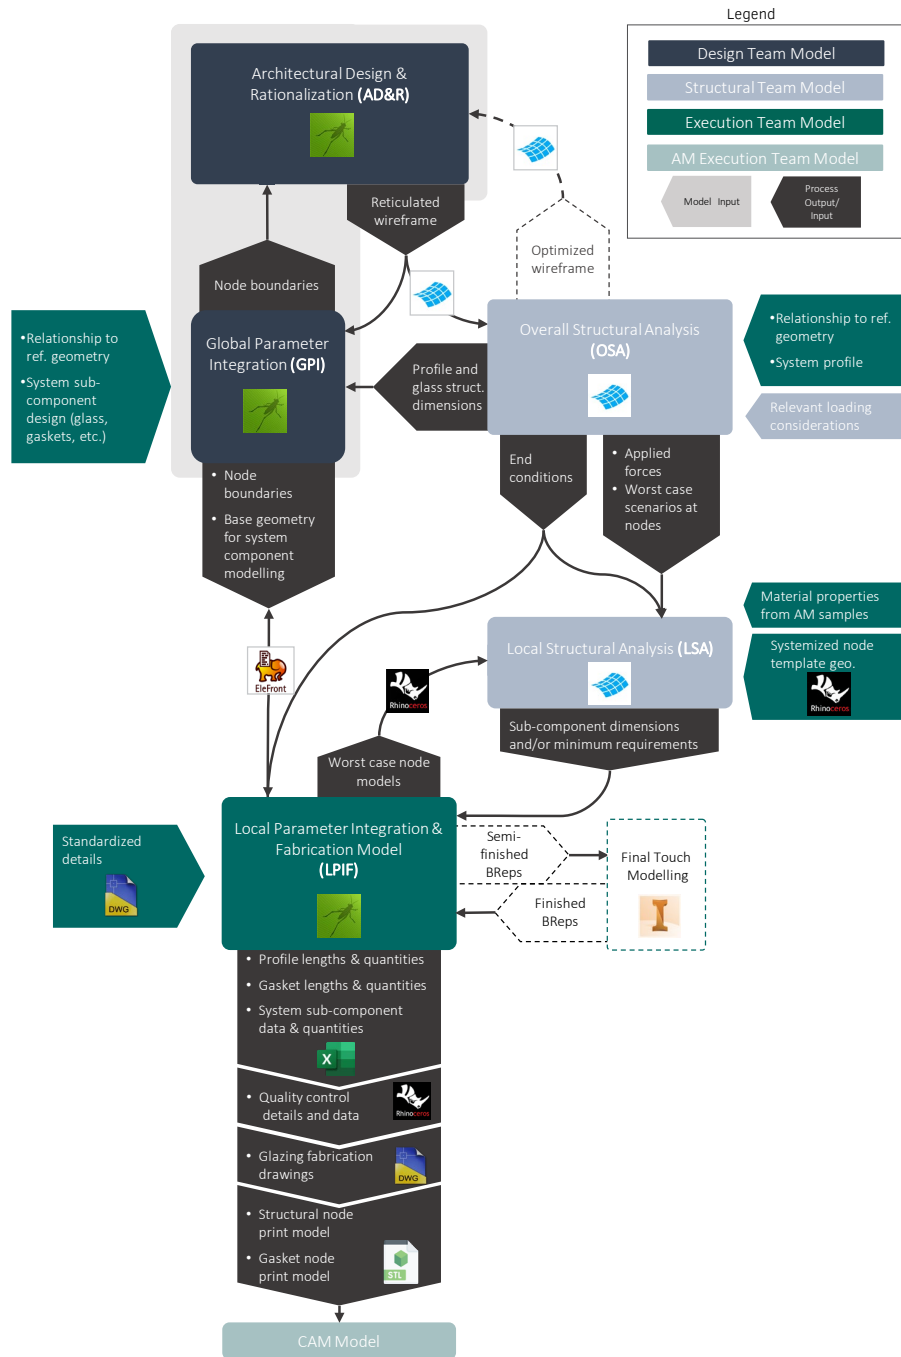 Legend
Design Team Model
Structural Team Model
Execution Team Model
AM Execution Team Model
Model Input
Process
Output/
Input
Architectural Design &
Rationalization (AD&R)
Reticulated
wireframe
Optimized
wireframe
Node boundaries
•Relationship to
ref. geometry
•System sub-
component
design (glass,
gaskets, etc.)
Global Parameter
Integration (GPI)
Profile and
glass struct.
dimensions
Overall Structural Analysis
(OSA)
•Relationship to ref.
geometry
•System profile
Relevant loading
considerations
• Node
boundaries
• Base geometry
for system
component
modelling
End
conditions
• Applied
forces
• Worst case
scenarios at
nodes
EleFront
Rhinoceros
Local Structural Analysis (LSA)
Material properties
from AM samples
Systemized node
template geo.
Rhinoceros
Sub-component dimensions
and/or minimum requirements
Worst case node
models
Standardized
details
DWG
Local Parameter Integration &
Fabrication Model
(LPIF)
Semi-
finished
BReps
Finished
BReps
Final Touch
Modelling
I
• Profile lengths & quantities
• Gasket lengths & quantities
• System sub-component
data & quantities
X
• Quality control
details and data
Rhinoceros
• Glazing fabrication
drawings
DWG
• Structural node
print model
• Gasket node
print model
STL
CAM Model